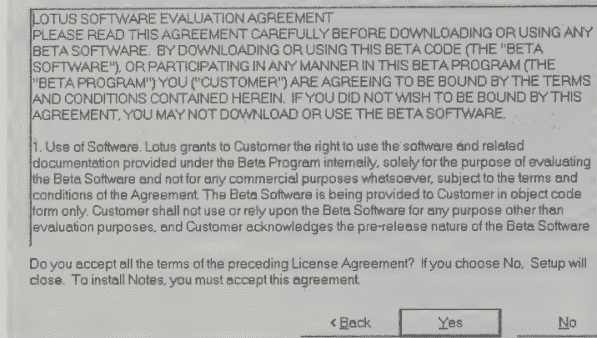 LOTUS SOFTWARE EVALUATION AGREEMENT
PLEASE READ THIS AGREEMENT CAREFULLY BEFORE DOWNLOADING OR USING ANY
BETA SOFTWARE. BY DOWNLOADING OR USING THIS BETA CODE (THE "BETA
SOFTWARE"), OR PARTICIPATING IN ANY MANNER IN THIS BETA PROGRAM (THE
"BETA PROGRAM") YOU ("CUSTOMER") ARE AGREEING TO BE BOUND BY THE TERMS
AND CONDITIONS CONTAINED HEREIN. IF YOU DID NOT WISH TO BE BOUND BY THIS
AGREEMENT, YOU MAY NOT DOWNLOAD OR USE THE BETA SOFTWARE.
1. Use of Software. Lotus grants to Customer the right to use the software and related
documentation provided under the Beta Program internally, solely for the purpose of evaluating
the Beta Software and not for any commercial purposes whatsoever, subject to the terms and
conditions of the Agreement. The Beta Software is being provided to Customer in object code
form only. Customer shall not use or rely upon the Beta Software for any purpose other than
evaluation purposes, and Customer acknowledges the pre-release nature of the Beta Software
Do you accept all the terms of the preceding License Agreement? If you choose No, Setup will
close. To install Notes, you must accept this agreement.
< Back Yes No